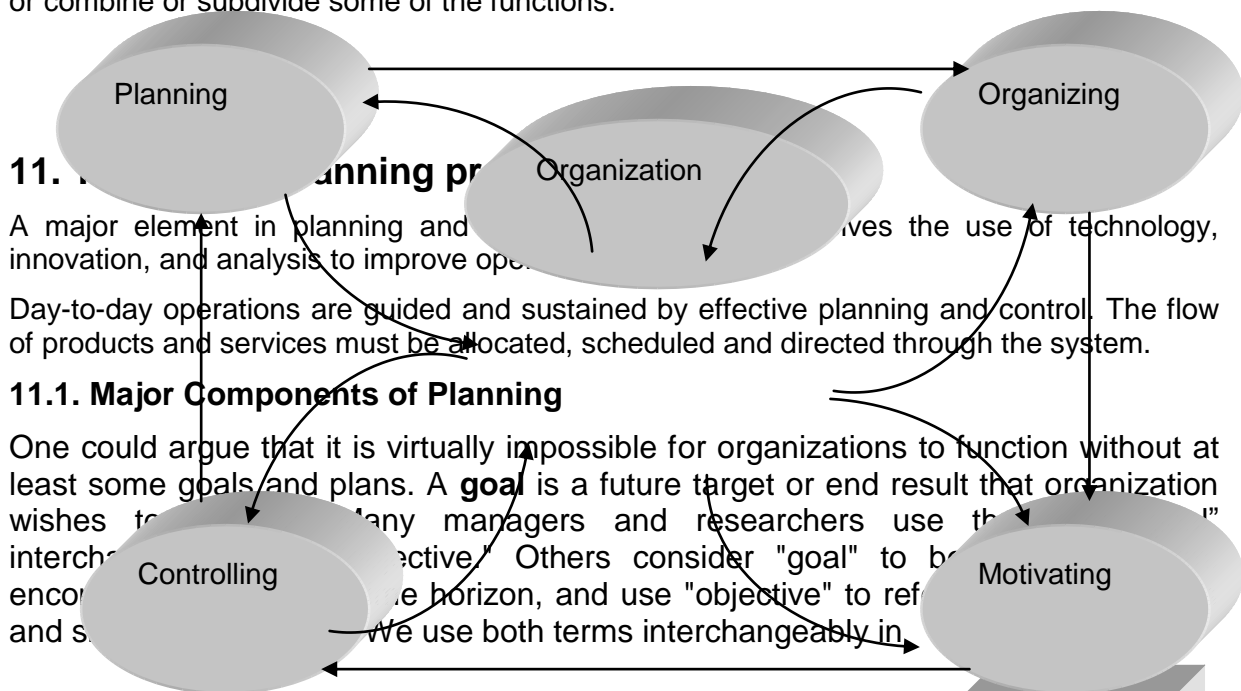 or combine or subdivide some of the functions.
Planning
Organizing
Organization
11. anning pr
A major element in planning and ives the use of technology,
innovation, and analysis to improve ope
Day-to-day operations are guided and sustained by effective planning and control. The flow
of products and services must be allocated, scheduled and directed through the system.
11.1. Major Components of Planning
One could argue that it is virtually impossible for organizations to function without at
least some goals and plans. A goal is a future target or end result that organization
wishes to Many managers and researchers use
interch ective." Others consider "goal" to
horizon, and use "objective" to
and We use both terms interchangeably in
Controlling
Motivating